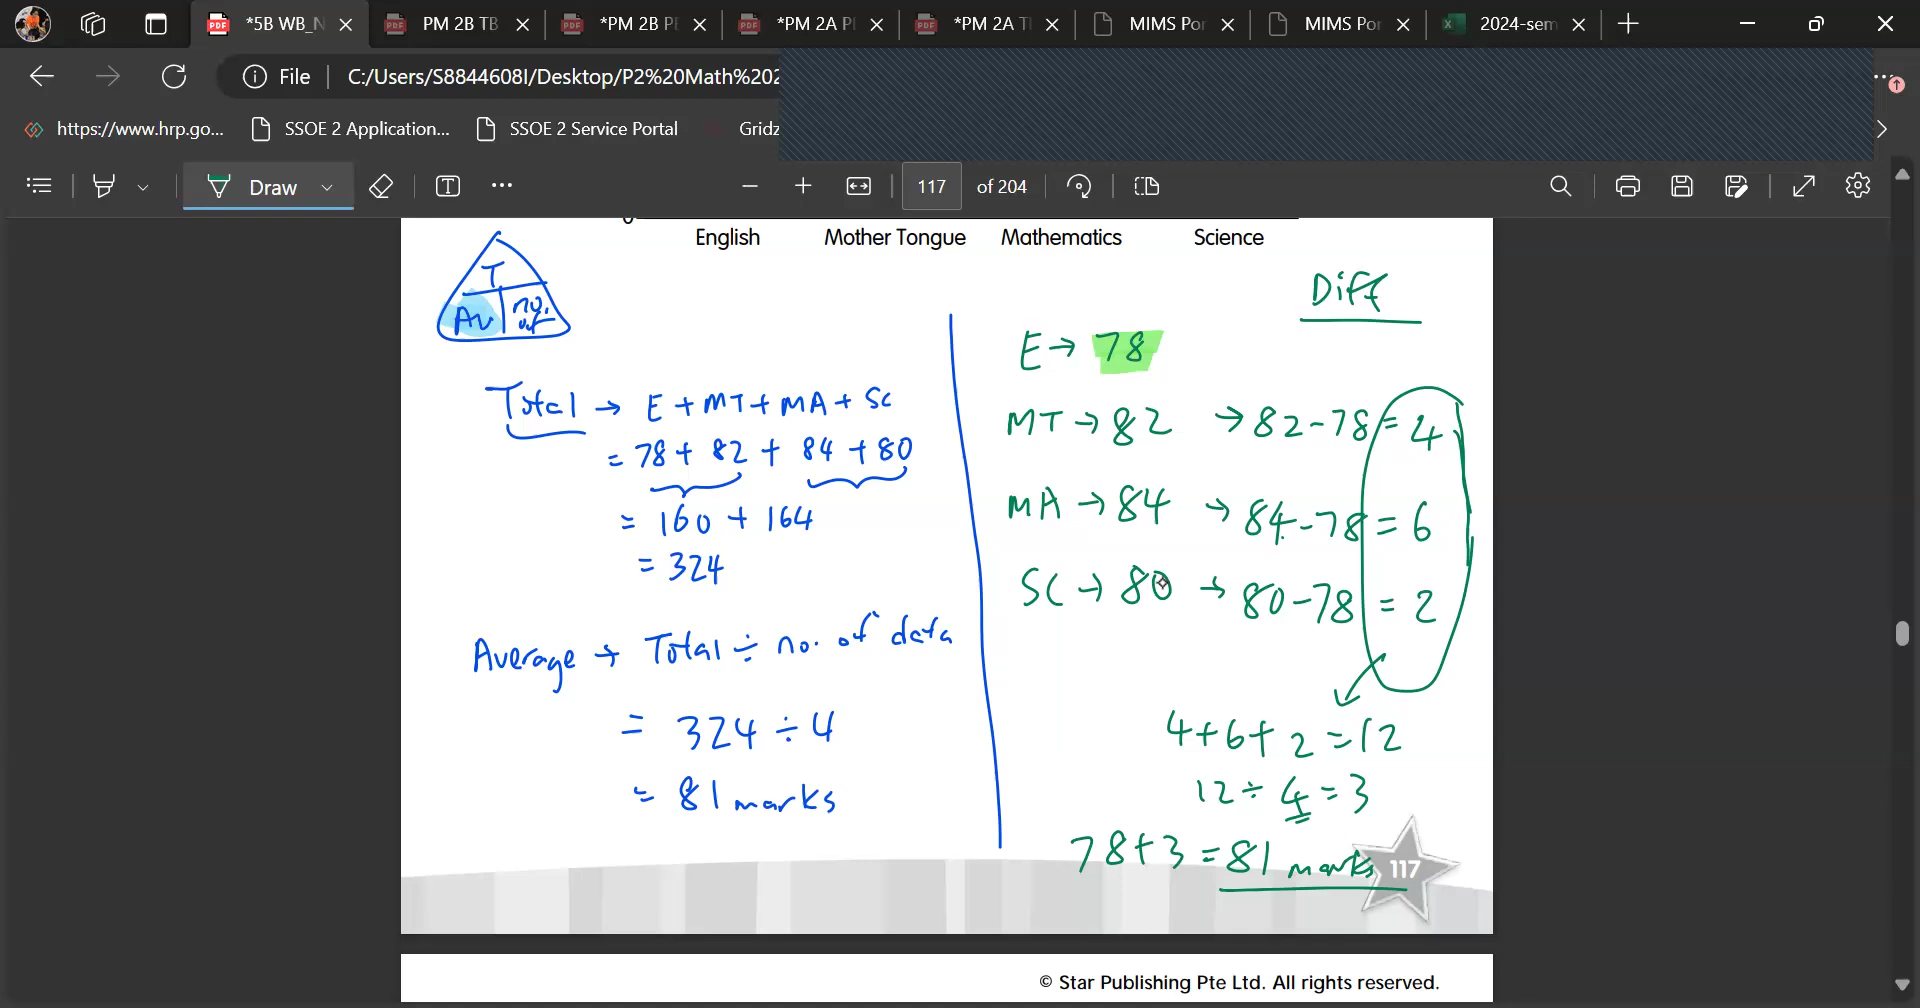 *5B WB_N
PM 2B TB
*PM 2B P
*PM 2A P
*PM 2A T
MIMS Por
MIMS Por
2024-sem
File
C:/Users/S8844608I/Desktop/P2%20Math%202
https://www.hrp.go...
SSOE 2 Application...
SSOE 2 Service Portal
Gridz
Draw
117 of 204
English Mother Tongue Mathematics Science
T
Av no. of
Total → E + MT + MA + SC
= 78 + 82 + 84 + 80
= 160 + 164
= 324
Average → Total ÷ no. of data
= 324 ÷ 4
= 81 marks
Diff
E → 78
MT → 82 → 82-78 = 4
MA → 84 → 84-78 = 6
SC → 80 → 80-78 = 2
4+6+2=12
12÷4=3
78+3=81 marks
117
© Star Publishing Pte Ltd. All rights reserved.